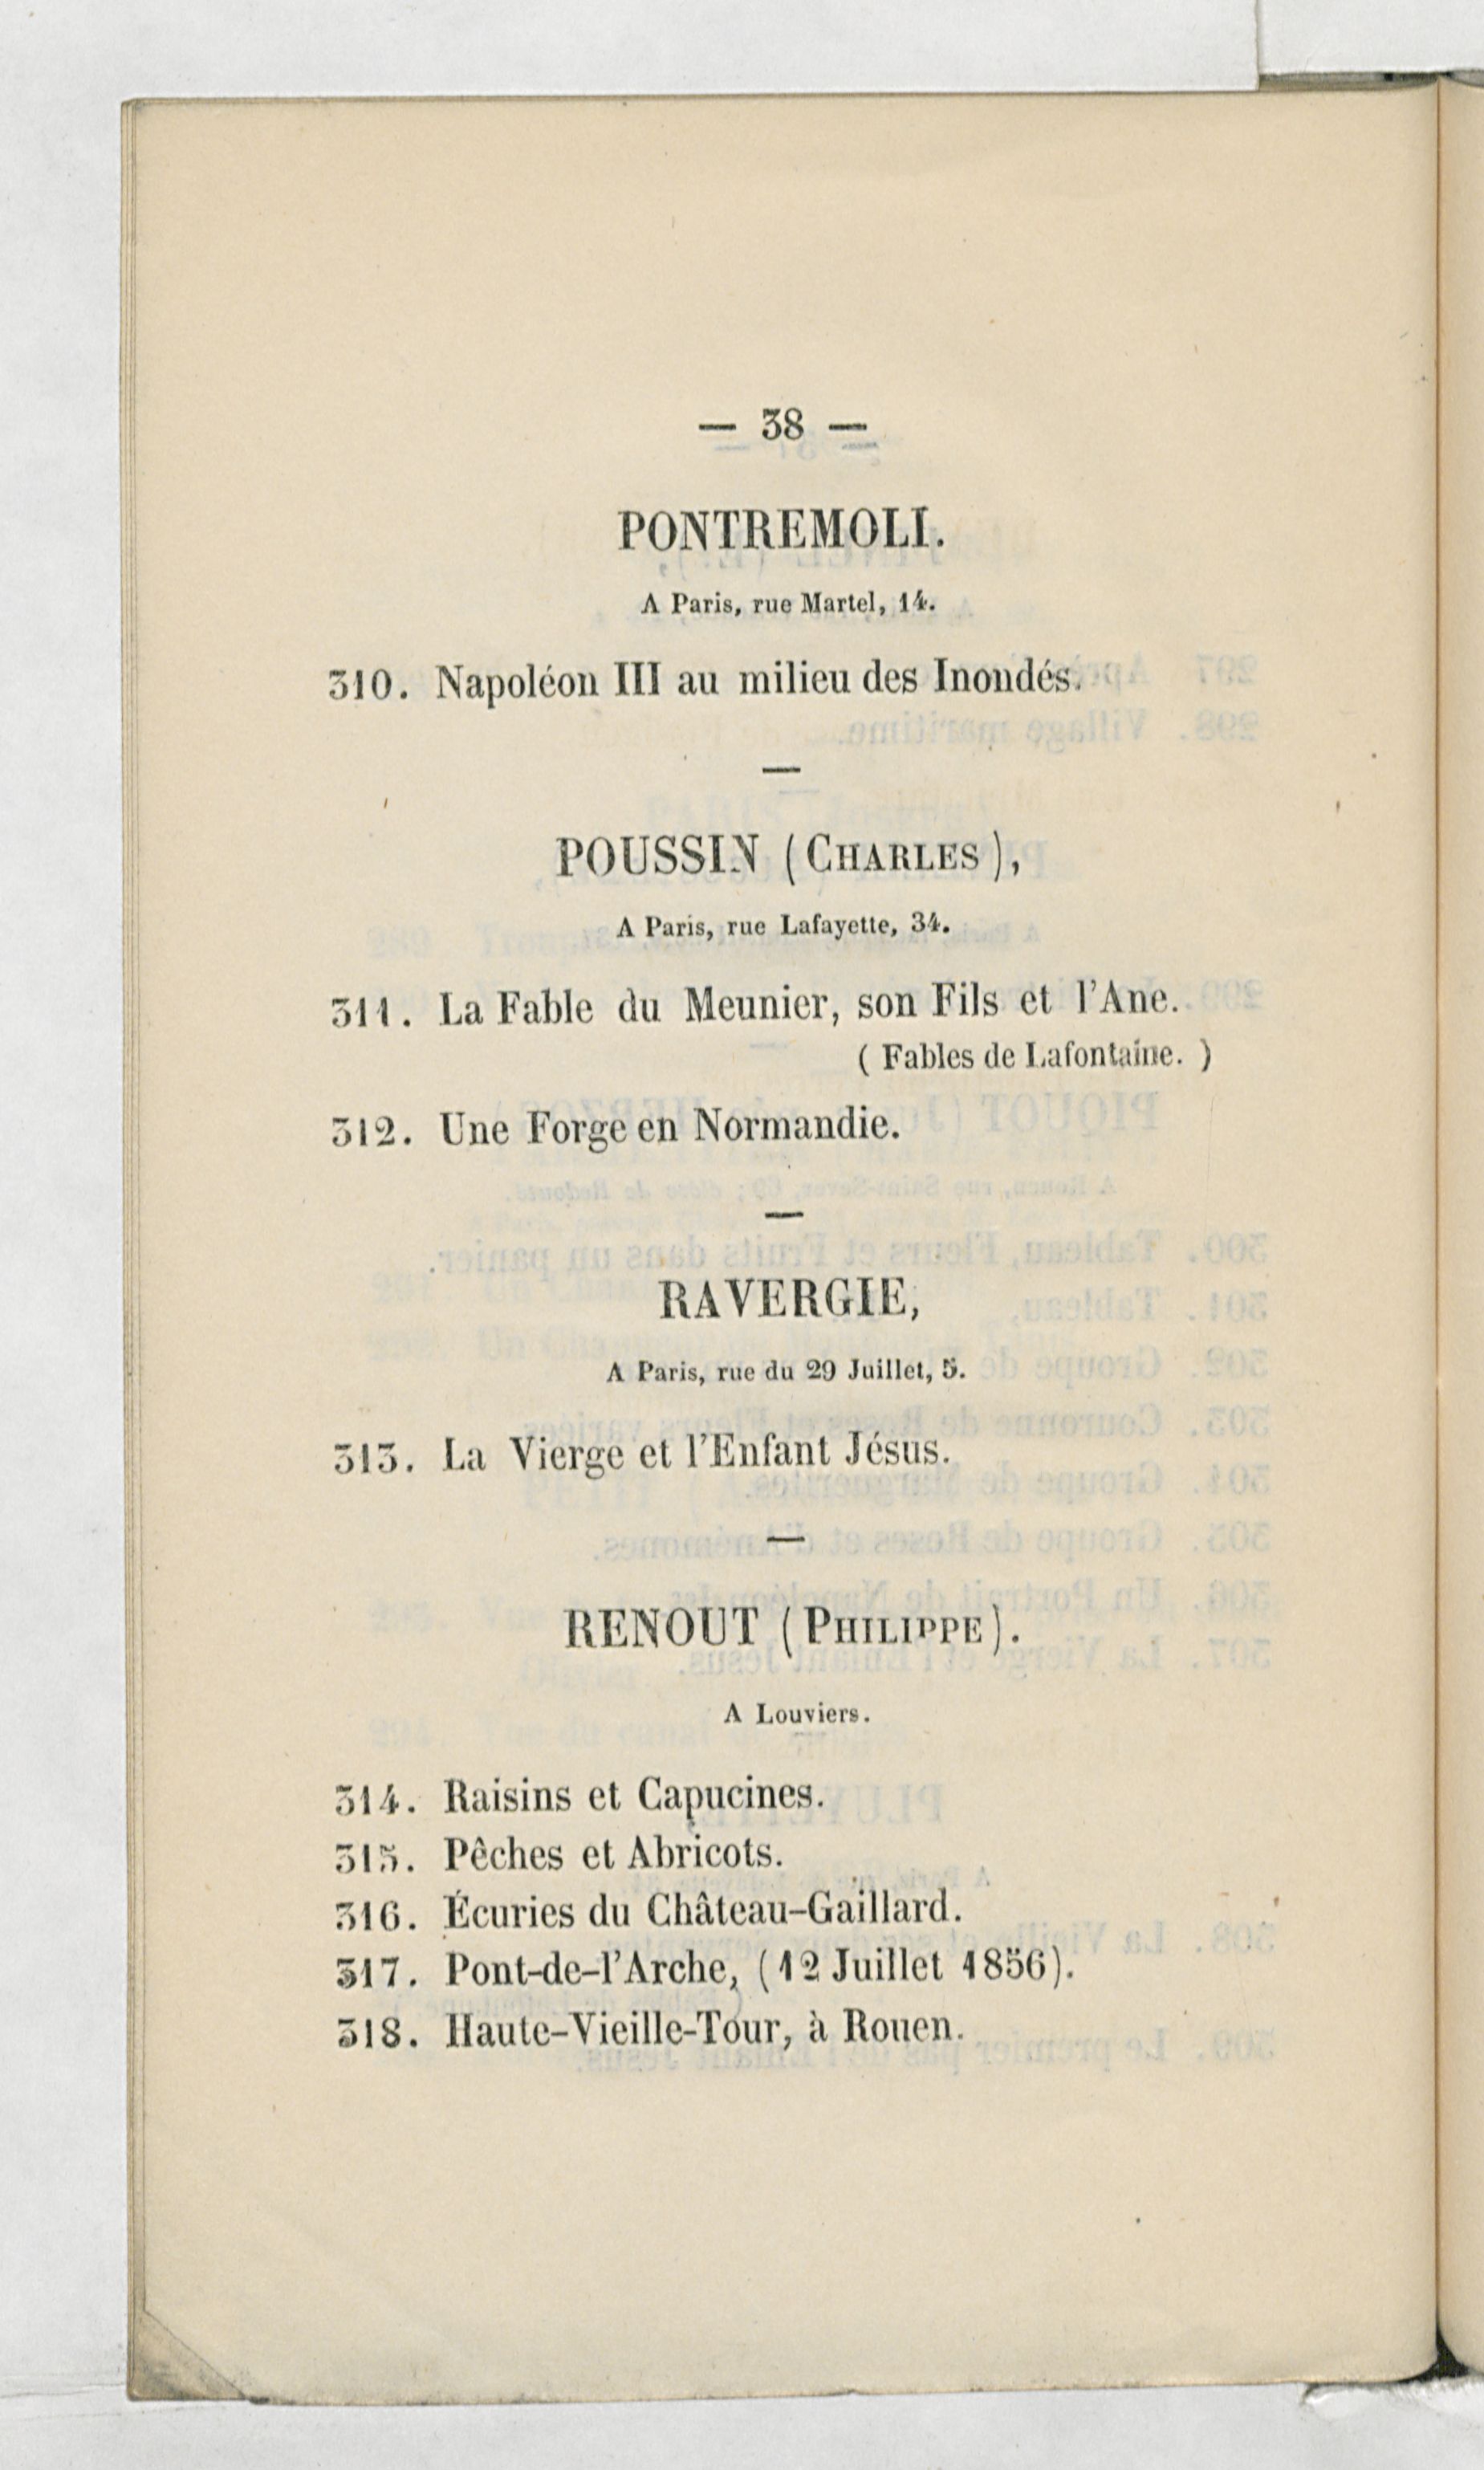 — 38 —
PONTREMOLI.
A Paris, rue Martel, 14.
310. Napoléon III au milieu des Inondés.
POUSSIN (CHARLES),
A Paris, rue Lafayette, 34.
311. La Fable du Meunier, son Fils et l'Ane.
( Fables de Lafontaine. )
312. Une Forge en Normandie.
RAVERGIE,
A Paris, rue du 29 Juillet, 5.
313. La Vierge et l'Enfant Jésus.
RENOUT (PHILIPPE).
A Louviers.
314. Raisins et Capucines.
315. Pêches et Abricots.
316. Écuries du Château-Gaillard.
317. Pont-de-l'Arche, (12 Juillet 1856).
318. Haute-Vieille-Tour, à Rouen.